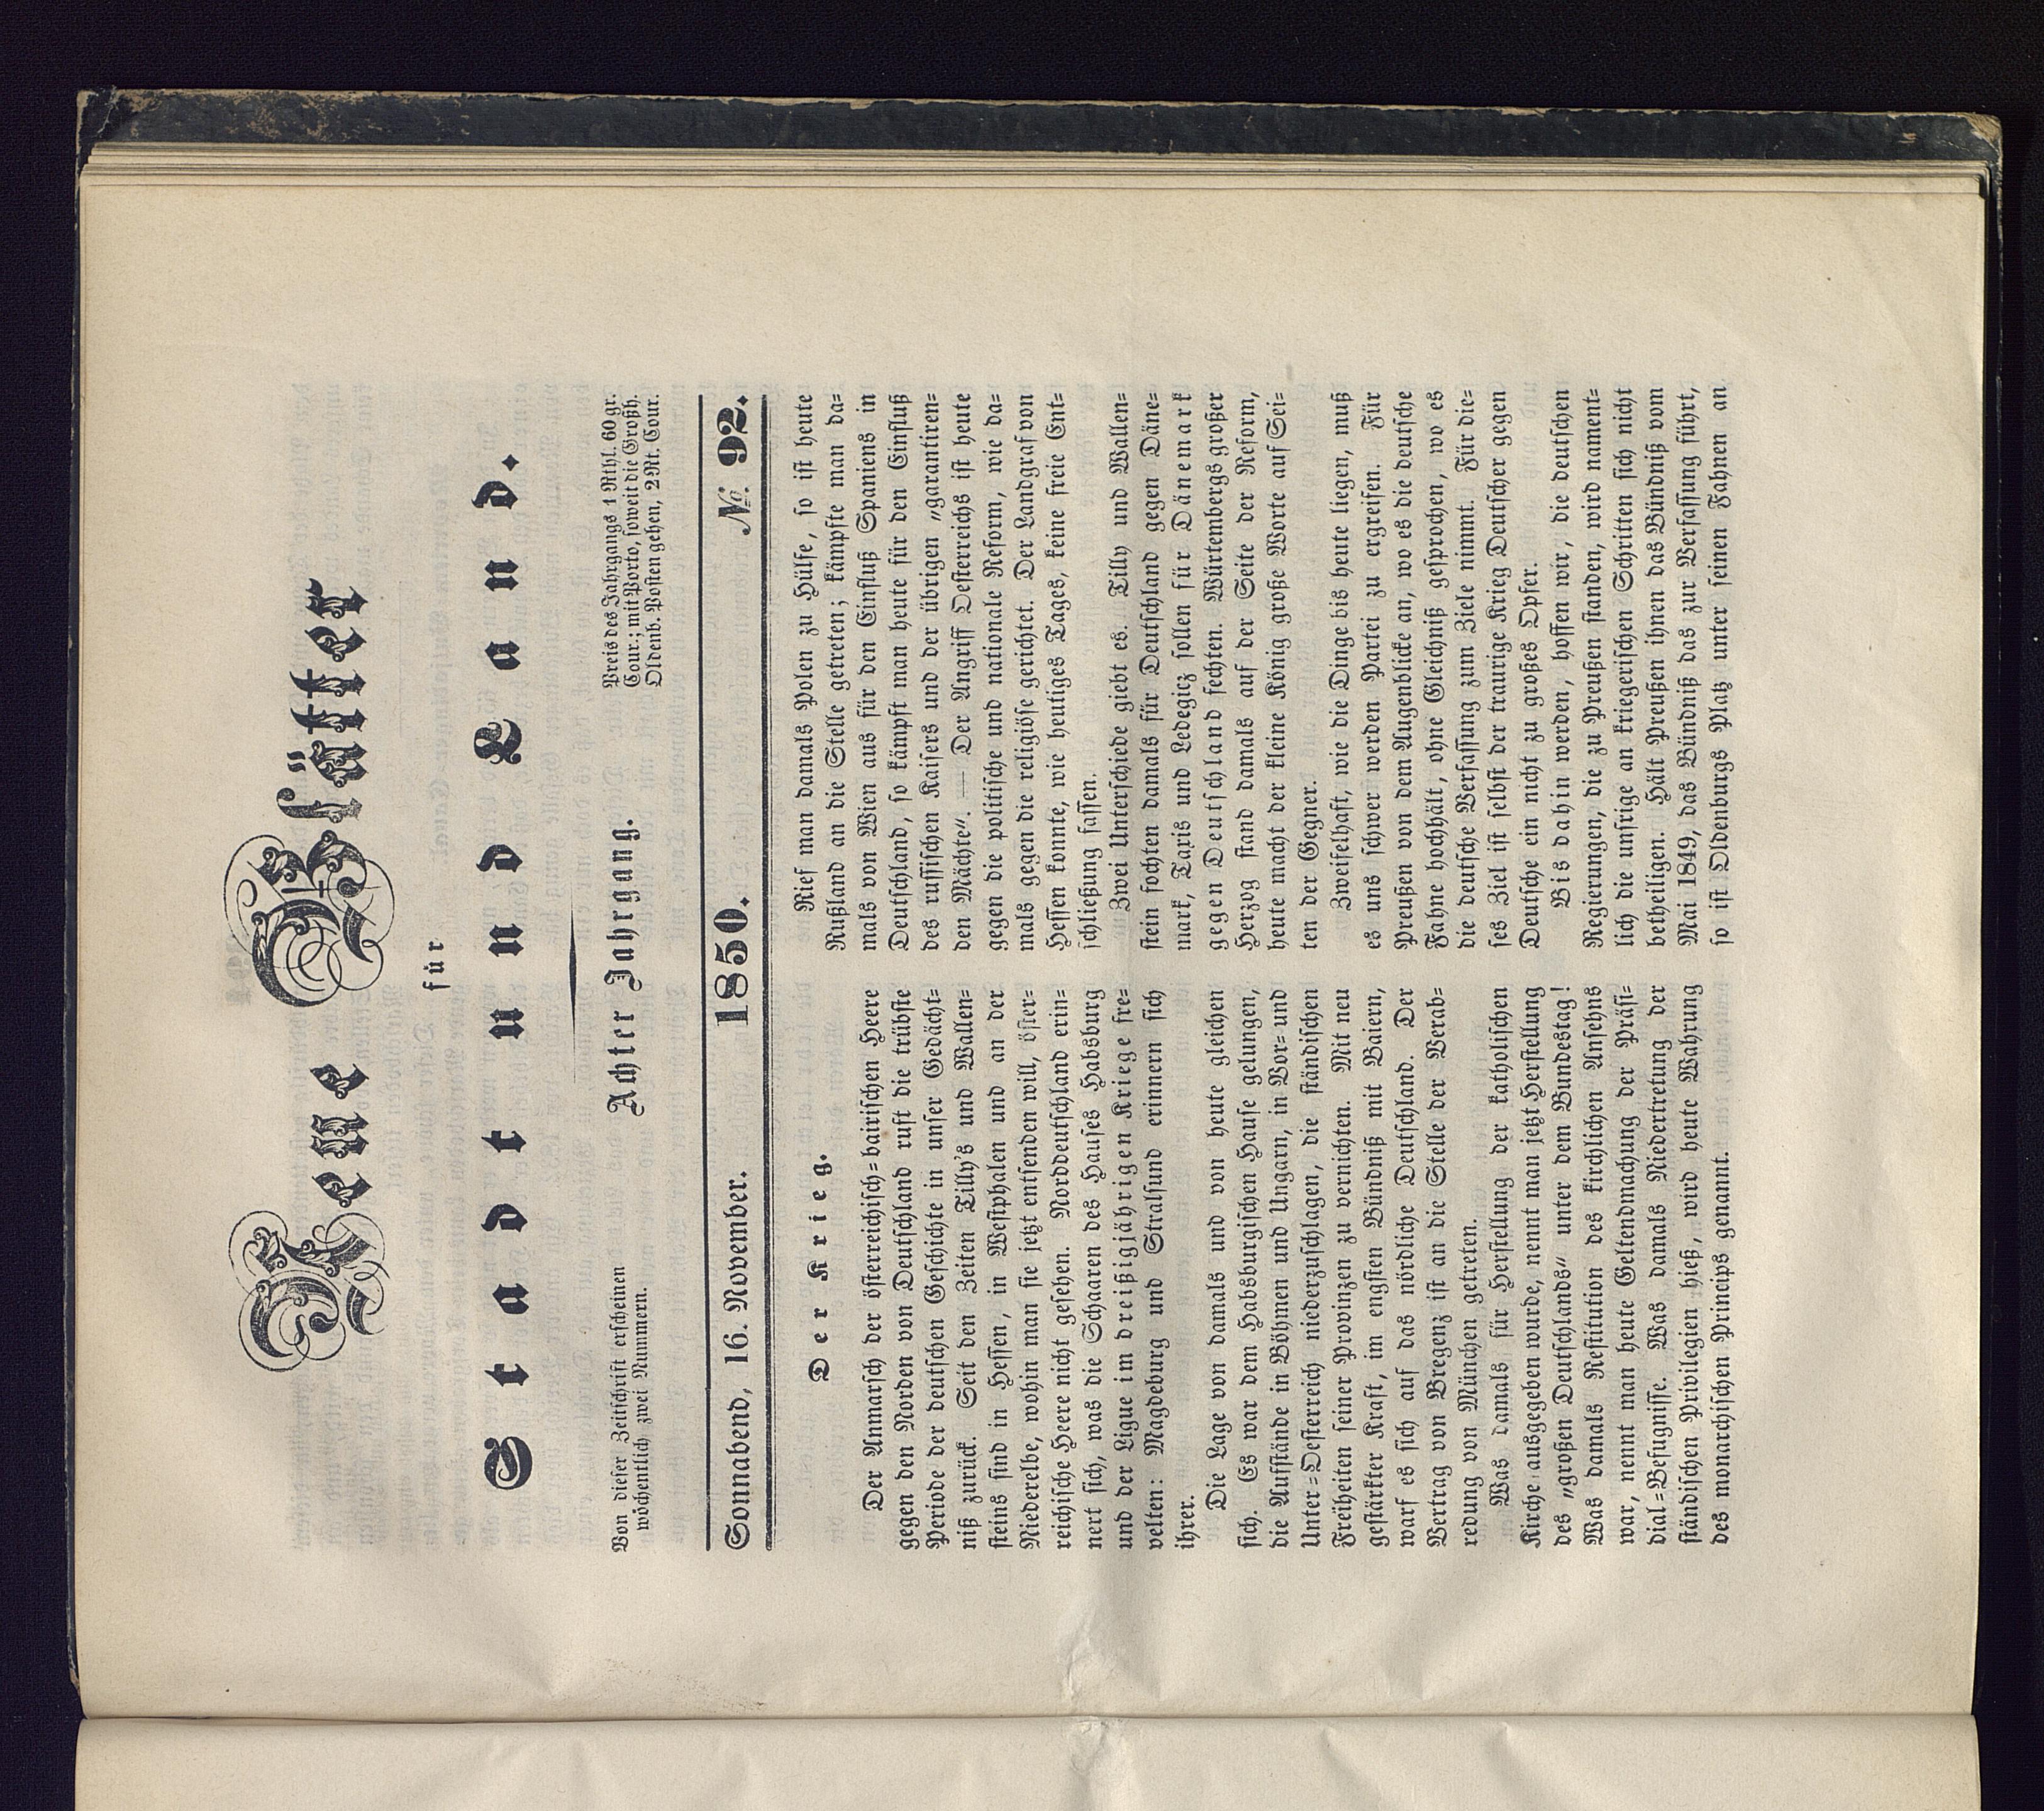 Neue Blätter
für
Stadt und Land.
Achter Jahrgang.
Von dieser Zeitschrift erscheinen
wöchentlich zwei Nummern.
Preis des Jahrgangs 1 Rthl. 60 gr.
Cour.; mit Porto, soweit die Großh.
Oldenb. Posten gehen, 2 Rt. Cour.
Sonnabend, 16. November. 1850. № 92.
Der Krieg.
Der Anmarsch der österreichisch=bairischen Heere
gegen den Norden von Deutschland ruft die trübste
Periode der deutschen Geschichte in unser Gedächt=
niß zurück. Seit den Zeiten Tilly's und Wallen=
steins sind in Hessen, in Westphalen und an der
Niederelbe, wohin man sie jetzt entsenden will, öster=
reichische Heere nicht gesehen. Norddeutschland erin=
nert sich, was die Schaaren des Hauses Habsburg
und der Ligue im dreißigjährigen Kriege fre=
velten: Magdeburg und Stralsund erinnern sich
ihrer.
Die Lage von damals und von heute gleichen
sich. Es war dem Habsburgischen Hause gelungen,
die Aufstände in Böhmen und Ungarn, in Vor= und
Unter=Oesterreich niederzuschlagen, die ständischen
Freiheiten seiner Provinzen zu vernichten. Mit neu
gestärkter Kraft, im engsten Bündniß mit Baiern,
warf es sich auf das nördliche Deutschland. Der
Vertrag von Bregenz ist an die Stelle der Verab=
redung von München getreten.
Was damals für Herstellung der katholischen
Kirche ausgegeben wurde, nennt man jetzt Herstellung
des „großen Deutschlands“ unter dem Bundestag!
Was damals Restitution des kirchlichen Ansehns
war, nennt man heute Geltendmachung der Präsi=
dial=Befugnisse. Was damals Niedertretung der
ständischen Privilegien hieß, wird heute Wahrung
des monarchischen Princips genannt.
Rief man damals Polen zu Hülfe, so ist heute
Rußland an die Stelle getreten; kämpfte man da=
mals von Wien aus für den Einfluß Spaniens in
Deutschland, so kämpft man heute für den Einfluß
des russischen Kaisers und der übrigen „garantiren=
den Mächte“. — Der Angriff Oesterreichs ist heute
gegen die politische und nationale Reform, wie da=
mals gegen die religiöse gerichtet. Der Landgraf von
Hessen konnte, wie heutiges Tages, keine freie Ent=
schließung fassen.
Zwei Unterschiede giebt es. Tilly und Wallen=
stein fochten damals für Deutschland gegen Däne=
mark, Taxis und Ledegicz sollen für Dänemark
gegen Deutschland fechten. Würtembergs großer
Herzog stand damals auf der Seite der Reform,
heute macht der kleine König große Worte auf Sei=
ten der Gegner.
Zweifelhaft, wie die Dinge bis heute liegen, muß
es uns schwer werden Partei zu ergreifen. Für
Preußen von dem Augenblicke an, wo es die deutsche
Fahne hochhält, ohne Gleichniß gesprochen, wo es
die deutsche Verfassung zum Ziele nimmt. Für die=
ses Ziel ist selbst der traurige Krieg Deutscher gegen
Deutsche ein nicht zu großes Opfer.
Bis dahin werden, hoffen wir, die deutschen
Regierungen, die zu Preußen standen, wird nament=
lich die unsrige an kriegerischen Schritten sich nicht
betheiligen. Hält Preußen ihnen das Bündniß vom
Mai 1849, das Bündniß das zur Verfassung führt,
so ist Oldenburgs Platz unter seinen Fahnen an